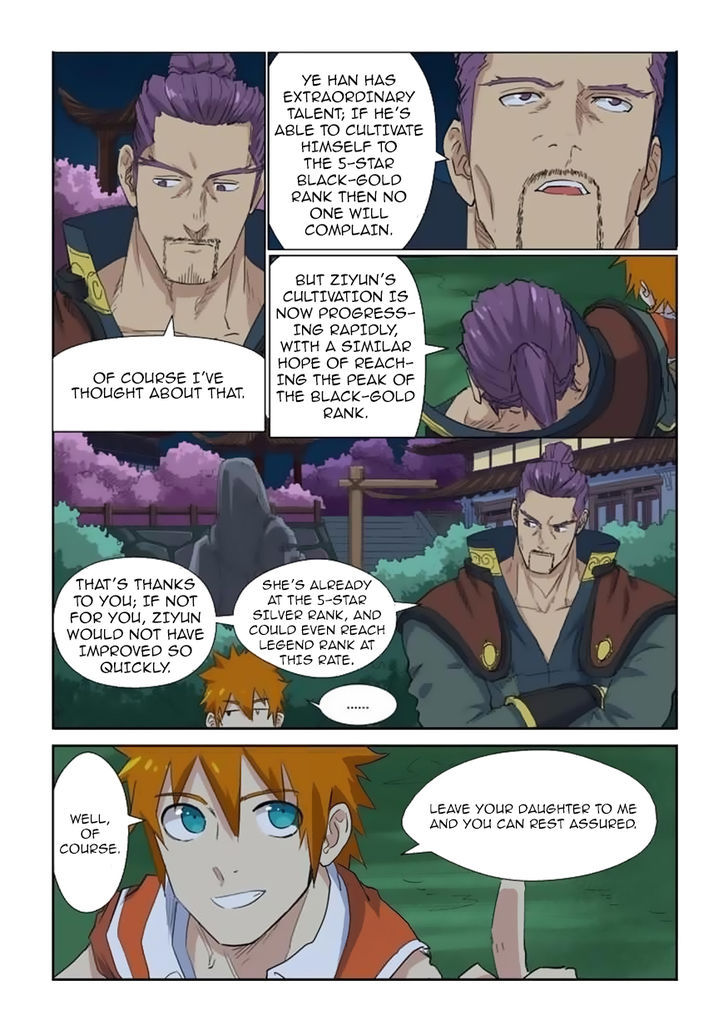 OF COURSE I'VE
THOUGHT ABOUT THAT.
YE HAN HAS
EXTRAORDINARY
TALENT; IF HE'S
ABLE TO CULTIVATE
HIMSELF TO
THE 5-STAR
BLACK-GOLD
RANK THEN NO
ONE WILL
COMPLAIN.
BUT ZIYUN'S
CULTIVATION IS
NOW PROGRESS-
ING RAPIDLY,
WITH A SIMILAR
HOPE OF REACH-
ING THE PEAK OF
THE BLACK-GOLD
RANK.
THAT'S THANKS
TO YOU; IF NOT
FOR YOU, ZIYUN
WOULD NOT HAVE
IMPROVED SO
QUICKLY.
SHE'S ALREADY
AT THE 5-STAR
SILVER RANK, AND
COULD EVEN REACH
LEGEND RANK AT
THIS RATE.
......
WELL,
OF
COURSE.
LEAVE YOUR DAUGHTER TO ME
AND YOU CAN REST ASSURED.